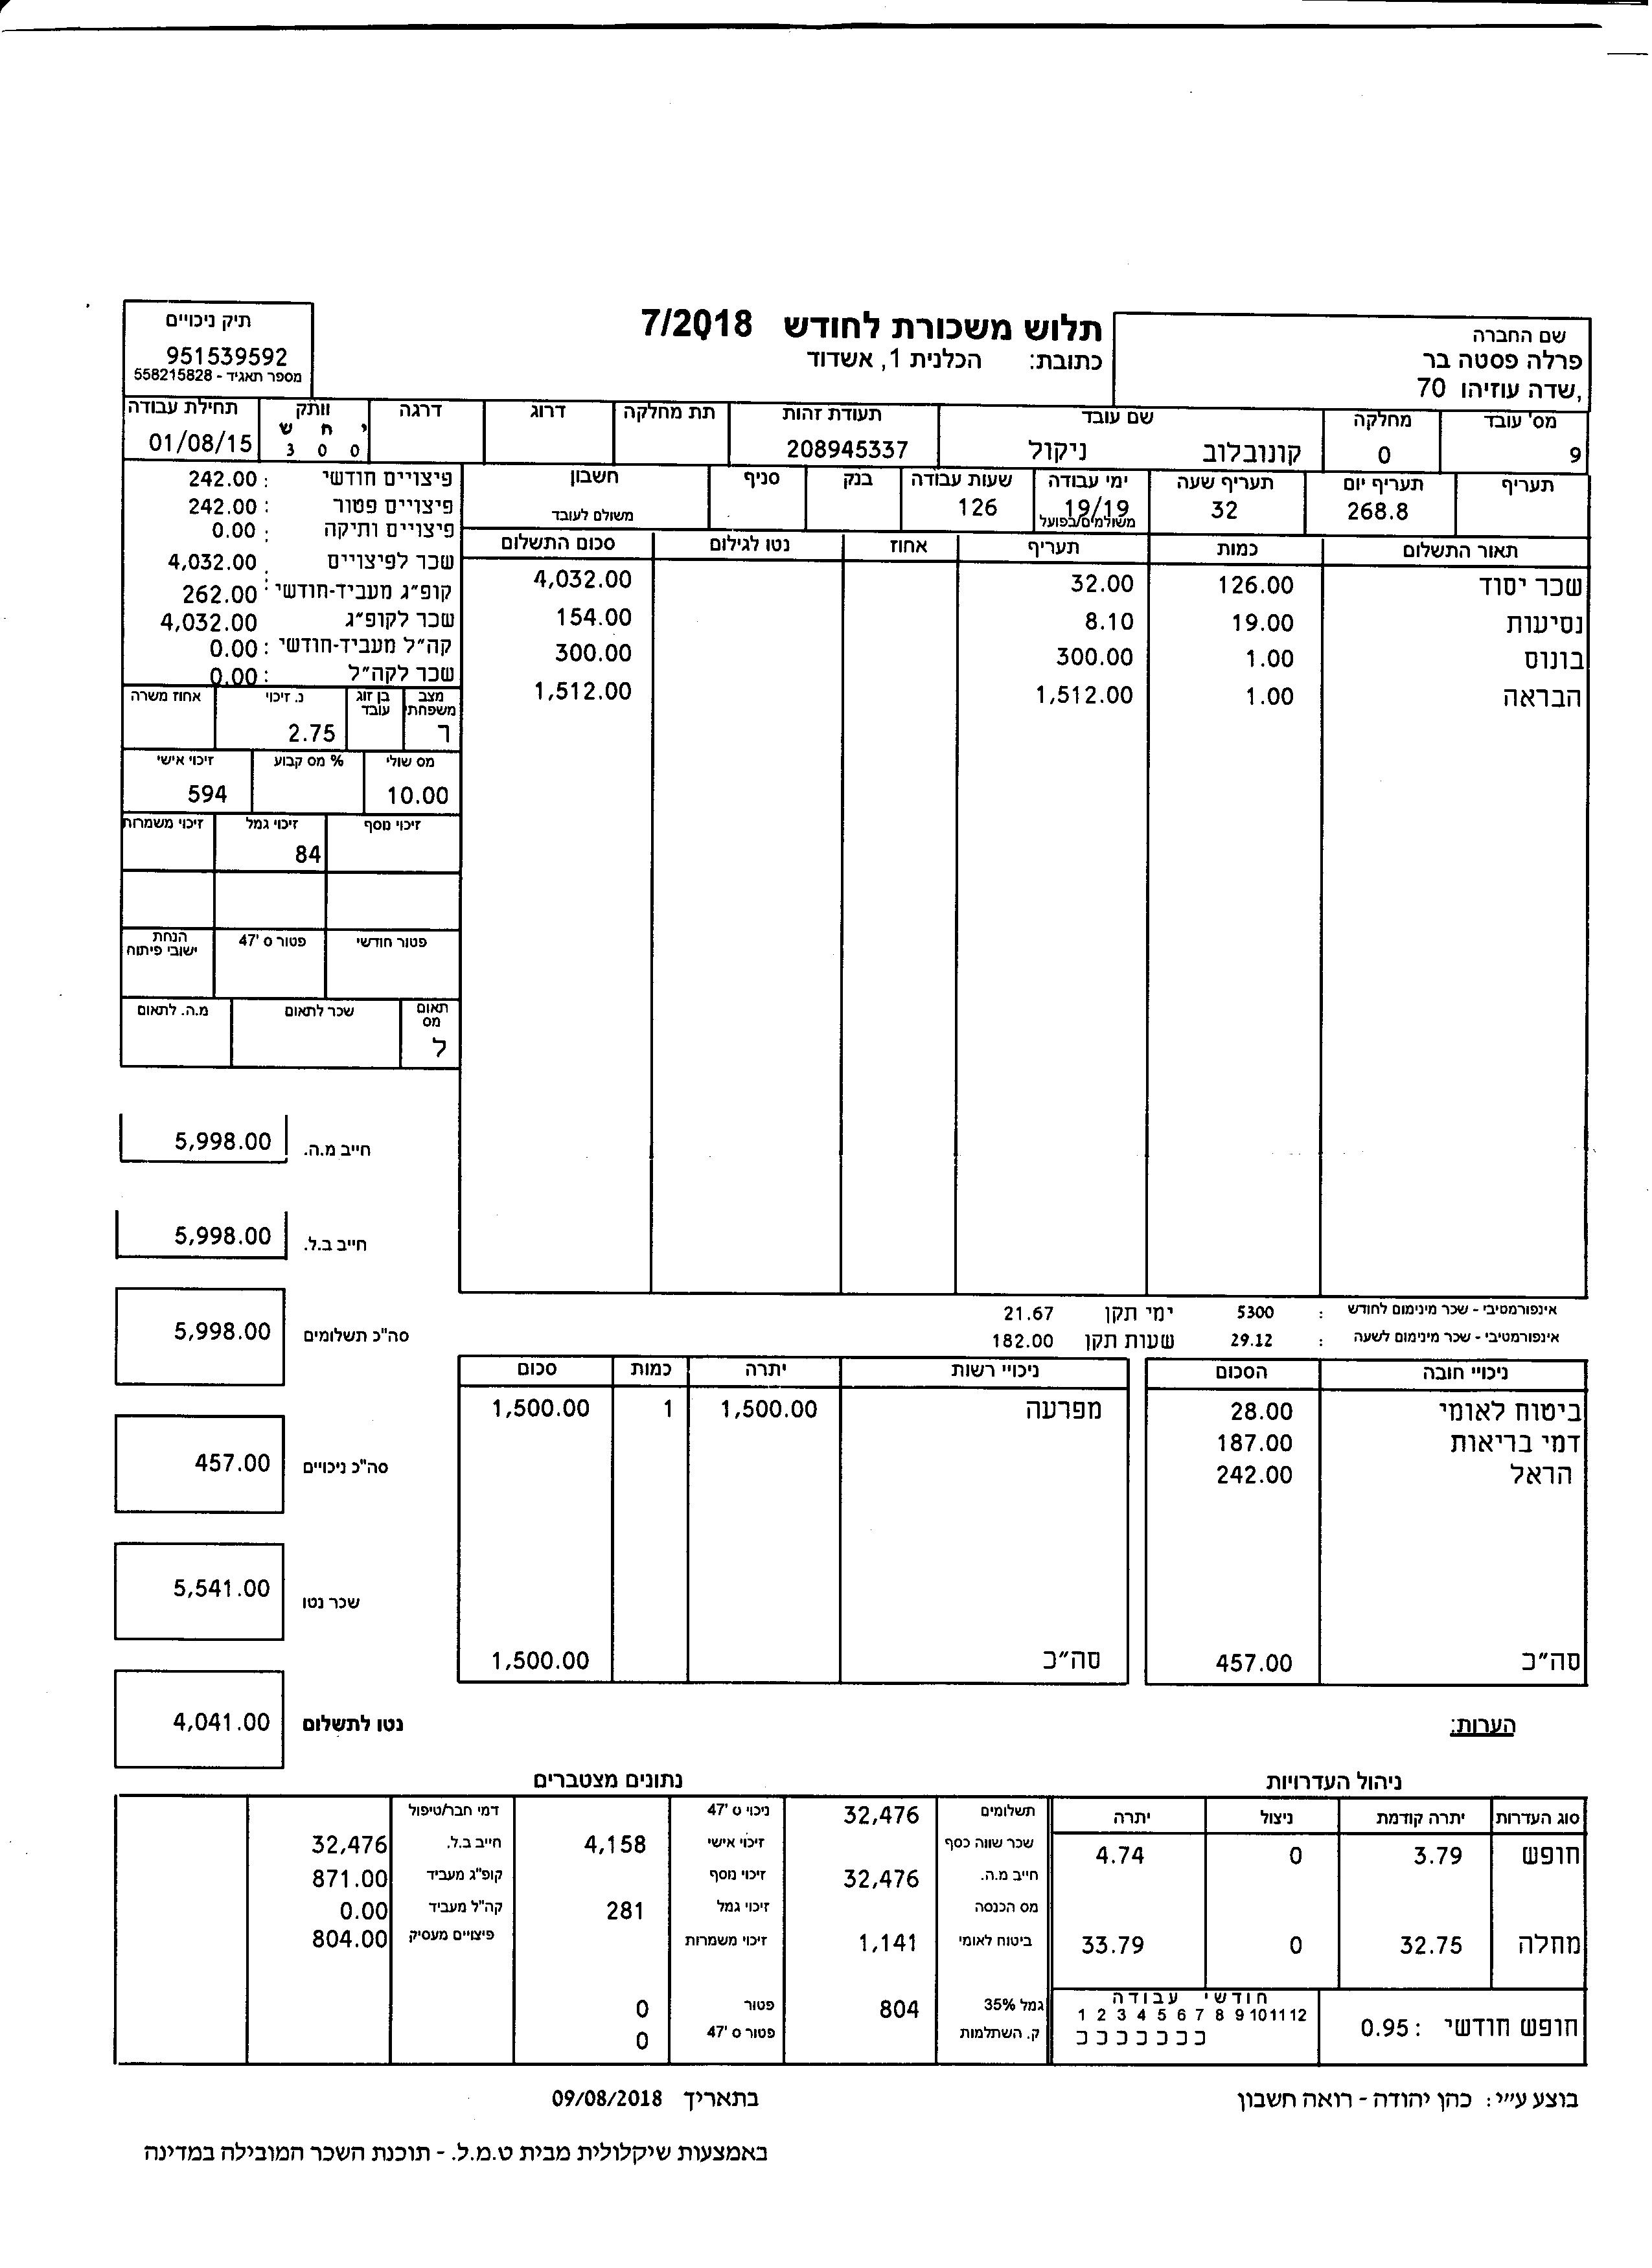 תלוש משכורת לחודש 7/2018
כתובת: הכלנית 1, אשדוד
שם החברה
פרלה פסטה בר
שדה עוזיהו 70,
תיק ניכויים
951539592
מספר תאגיד - 558215828
מס' עובד מחלקה שם עובד תעודת זהות תת מחלקה דרוג דרגה וותק תחילת עבודה
י ח ש
9 0 קונובלוב ניקול 208945337 0 0 3 01/08/15
תעריף תעריף יום תעריף שעה ימי עבודה שעות עבודה בנק סניף חשבון
268.8 32 19/19 126
משולמים/בפועל משולם לעובד
תאור התשלום כמות תעריף אחוז נטו לגילום סכום התשלום
שכר יסוד 126.00 32.00 4,032.00
נסיעות 19.00 8.10 154.00
בונוס 1.00 300.00 300.00
הבראה 1.00 1,512.00 1,512.00
פיצויים חודשי : 242.00
פיצויים פטור : 242.00
פיצויים ותיקה : 0.00
שכר לפיצויים : 4,032.00
קופ״ג מעביד-חודשי : 262.00
שכר לקופ״ג 4,032.00
קה״ל מעביד-חודשי : 0.00
שכר לקה״ל : 0.00
מצב משפחתי בן זוג עובד נ. זיכוי אחוז משרה
ר 2.75
מס שולי % מס קבוע זיכוי אישי
10.00 594
זיכוי נוסף זיכוי גמל זיכוי משמרות
84
פטור חודשי פטור ס 47' הנחת ישובי פיתוח
תאום מס שכר לתאום מ.ה. לתאום
ל
חייב מ.ה. 5,998.00
חייב ב.ל. 5,998.00
סה"כ תשלומים 5,998.00
סה"כ ניכויים 457.00
שכר נטו 5,541.00
נטו לתשלום 4,041.00
אינפורמטיבי - שכר מינימום לחודש : 5300 ימי תקן 21.67
אינפורמטיבי - שכר מינימום לשעה : 29.12 שעות תקן 182.00
ניכויי חובה הסכום
ביטוח לאומי 28.00
דמי בריאות 187.00
הראל 242.00
סה״כ 457.00
ניכויי רשות יתרה כמות סכום
מפרעה 1,500.00 1 1,500.00
סה״כ 1,500.00
הערות:
ניהול העדרויות
סוג העדרות יתרה קודמת ניצול יתרה
חופש 3.79 0 4.74
מחלה 32.75 0 33.79
חופש חודשי : 0.95
חודשי עבודה
1 2 3 4 5 6 7 8 9 10 11 12
כ כ כ כ כ כ כ
נתונים מצטברים
תשלומים 32,476 ניכוי ס 47' דמי חבר/טיפול
שכר שווה כסף זיכוי אישי 4,158 חייב ב.ל. 32,476
חייב מ.ה. 32,476 זיכוי נוסף קופ"ג מעביד 871.00
מס הכנסה זיכוי גמל 281 קה"ל מעביד 0.00
ביטוח לאומי 1,141 זיכוי משמרות פיצויים מעסיק 804.00
גמל 35% 804 פטור 0
ק. השתלמות פטור ס 47' 0
בוצע ע״י: כהן יהודה - רואה חשבון בתאריך 09/08/2018
באמצעות שיקלולית מבית ט.מ.ל. - תוכנת השכר המובילה במדינה